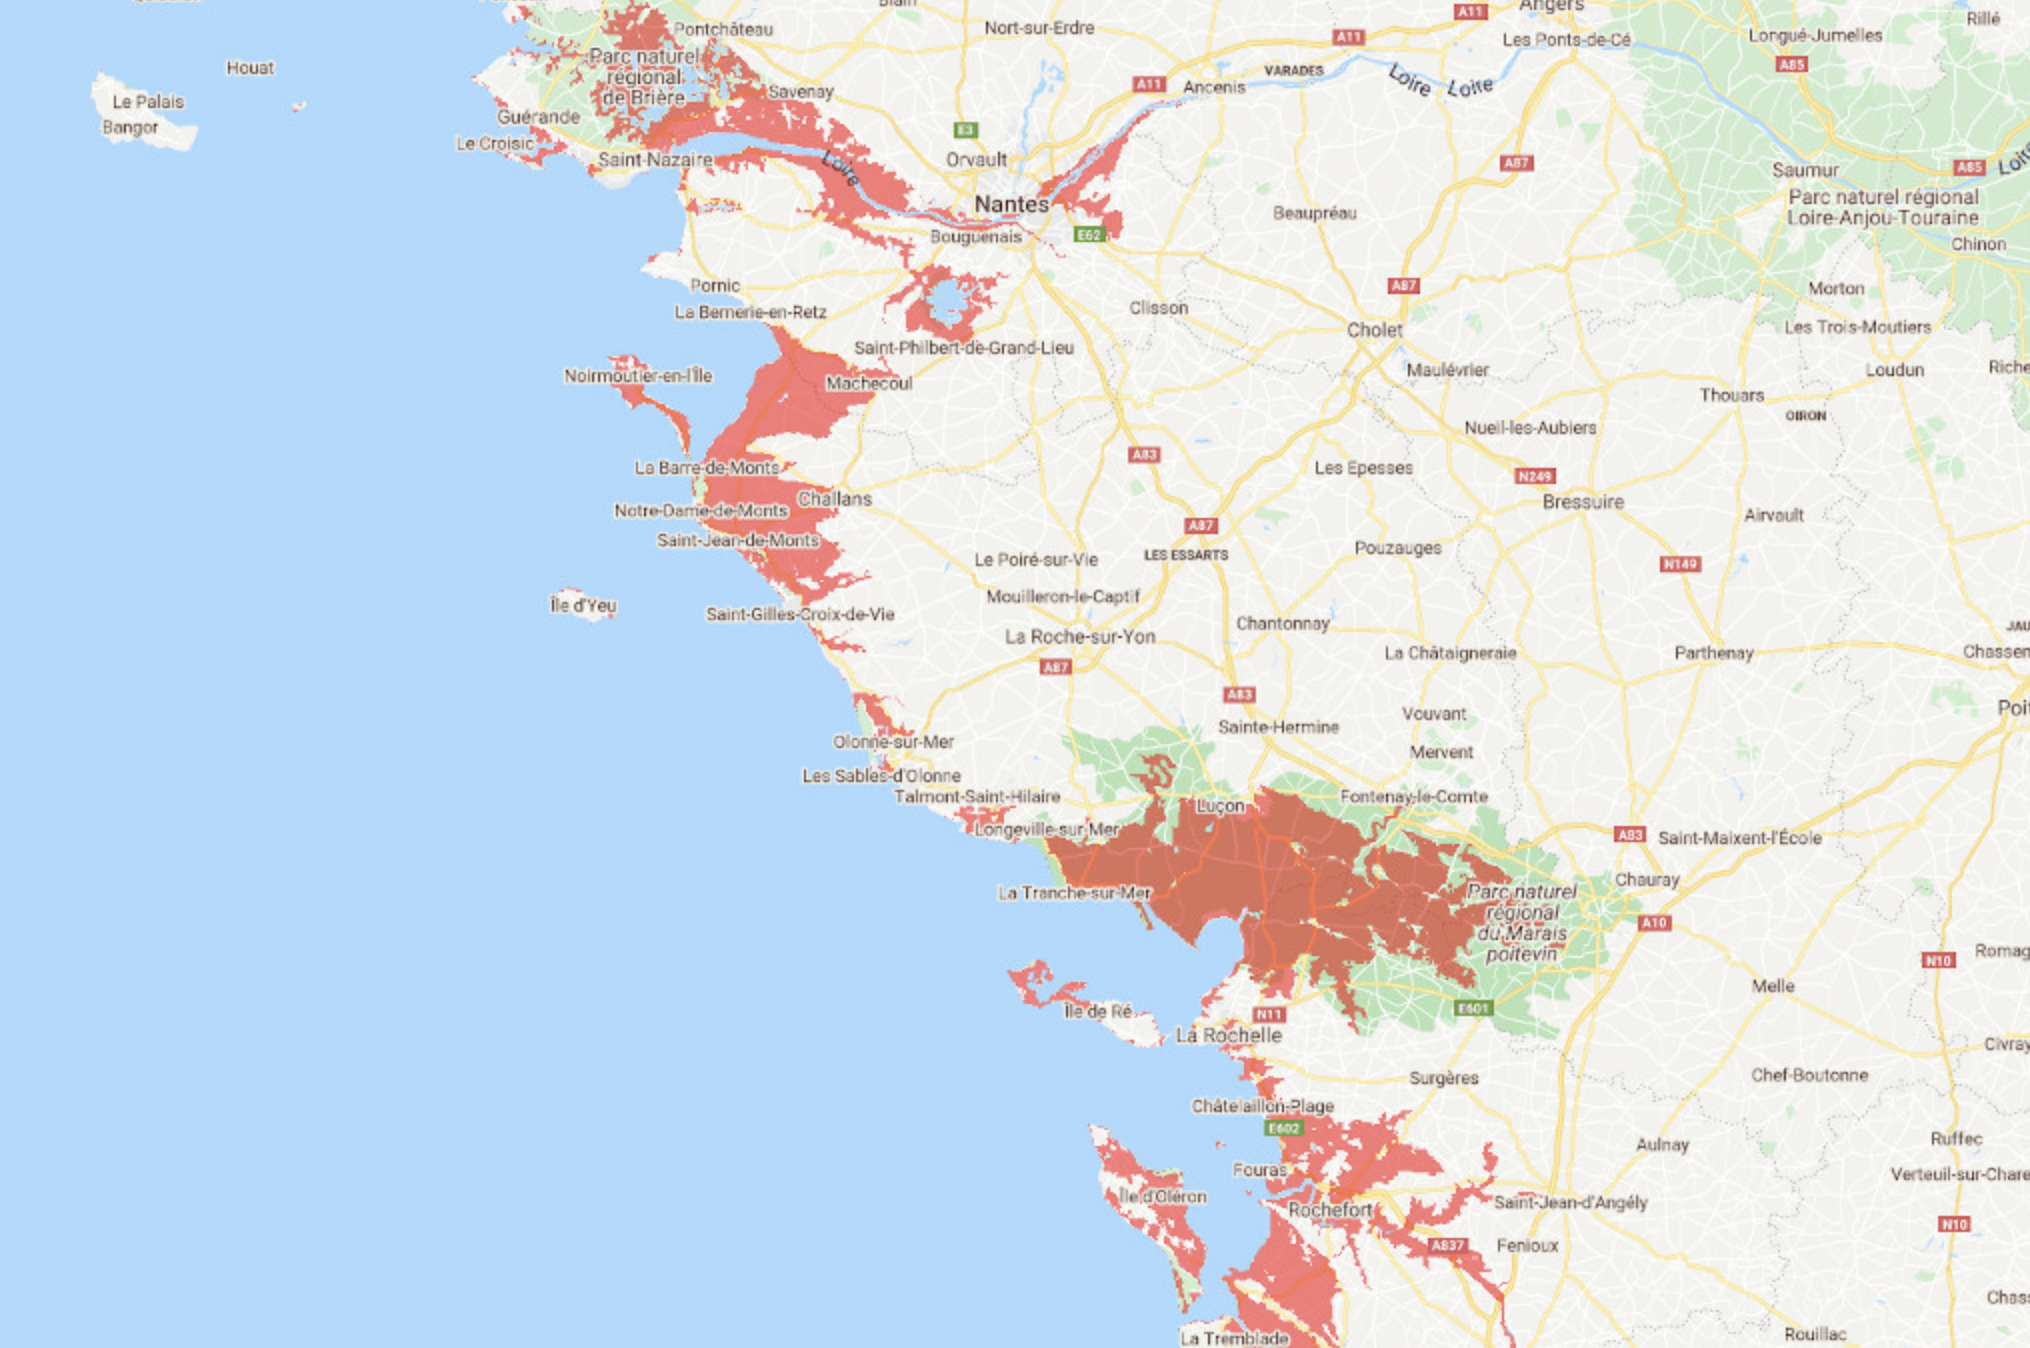 Blain
Angers
A11
Rillé
Pontchâteau
Nort-sur-Erdre
A11
Les Ponts-de-Cé
Longué-Jumelles
Parc naturel
régional
de Brière
Houat
A85
VARADES
Loire
Loire
A11
Ancenis
Savenay
Le Palais
Bangor
Guérande
E3
Le Croisic
Saint-Nazaire
Loire
Orvault
A87
Saumur
A85
Loire
Nantes
Parc naturel régional
Loire-Anjou-Touraine
Beaupréau
Bouguenais
E62
Chinon
Pornic
A87
Morton
La Bernerie-en-Retz
Clisson
Cholet
Les Trois-Moutiers
Saint-Philbert-de-Grand-Lieu
Noirmoutier-en-l'Île
Machecoul
Maulévrier
Loudun
Riche
Thouars
OIRON
Nueil-les-Aubiers
A83
La Barre-de-Monts
Les Epesses
N249
Challans
Bressuire
Notre-Dame-de-Monts
Airvault
A87
Saint-Jean-de-Monts
Le Poiré-sur-Vie
LES ESSARTS
Pouzauges
N149
Île d'Yeu
Mouilleron-le-Captif
Saint-Gilles-Croix-de-Vie
Chantonnay
JAU
La Roche-sur-Yon
La Châtaigneraie
Parthenay
Chassen
A87
A83
Poit
Vouvant
Sainte-Hermine
Olonne-sur-Mer
Mervent
Les Sables-d'Olonne
Talmont-Saint-Hilaire
Luçon
Fontenay-le-Comte
Longeville-sur-Mer
A83
Saint-Maixent-l'École
Chauray
La Tranche-sur-Mer
Parc naturel
régional
du Marais
poitevin
A10
Romag
N10
Melle
Île de Ré
N11
E601
La Rochelle
Civray
Surgères
Chef-Boutonne
Châtelaillon-Plage
E602
Aulnay
Ruffec
Fouras
Verteuil-sur-Chare
Île d'Oléron
Rochefort
Saint-Jean-d'Angély
N10
A837
Fenioux
Chass
La Tremblade
Rouillac